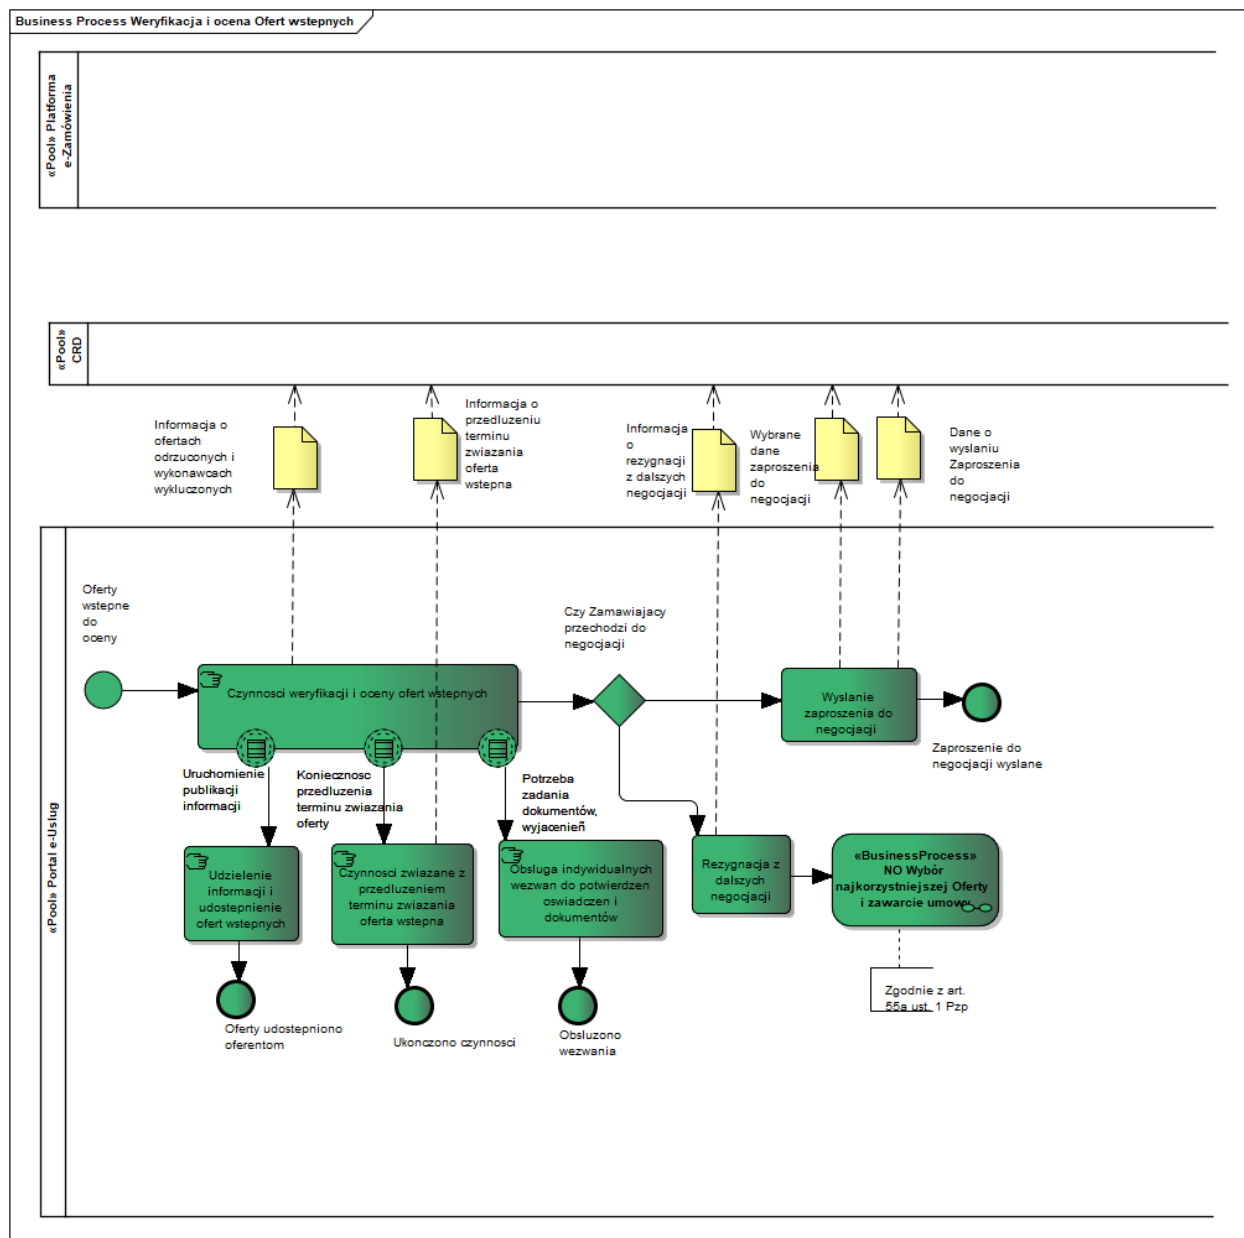 Business Process Weryfikacja i ocena Ofert wstepnych
«Pool» Platforma
e-Zamówienia
«Pool»
CRD
Informacja o
ofertach
odrzuconych i
wykonawcach
wykluczonych
Informacja o
przedluzeniu
terminu
zwiazania
oferta
wstepna
Informacja
o
rezygnacji
z dalszych
negocjacji
Wybrane
dane
zaproszenia
do
negocjacji
Dane o
wyslaniu
Zaproszenia
do
negocjacji
«Pool» Portal e-Uslug
Oferty
wstepne
do
oceny
Czynnosci weryfikacji i oceny ofert wstepnych
Czy Zamawiajacy
przechodzi do
negocjacji
Wyslanie
zaproszenia do
negocjacji
Zaproszenie do
negocjacji wyslane
Uruchomienie
publikacji
informacji
Koniecznosc
przedluzenia
terminu zwiazania
oferty
Potrzeba
zadania
dokumentów,
wyjacenień
Udzielenie
informacji i
udostepnienie
ofert wstepnych
Czynnosci zwiazane z
przedluzeniem
terminu zwiazania
oferta wstepna
Obsluga indywidualnych
wezwan do potwierdzen
oswiadczen i
dokumentów
Rezygnacja z
dalszych
negocjacji
«BusinessProcess»
NO Wybór
najkorzystniejszej Oferty
i zawarcie umowy
Zgodnie z art.
55a ust. 1 Pzp
Oferty udostepniono
oferentom
Ukonczono czynnosci
Obsluzono
wezwania